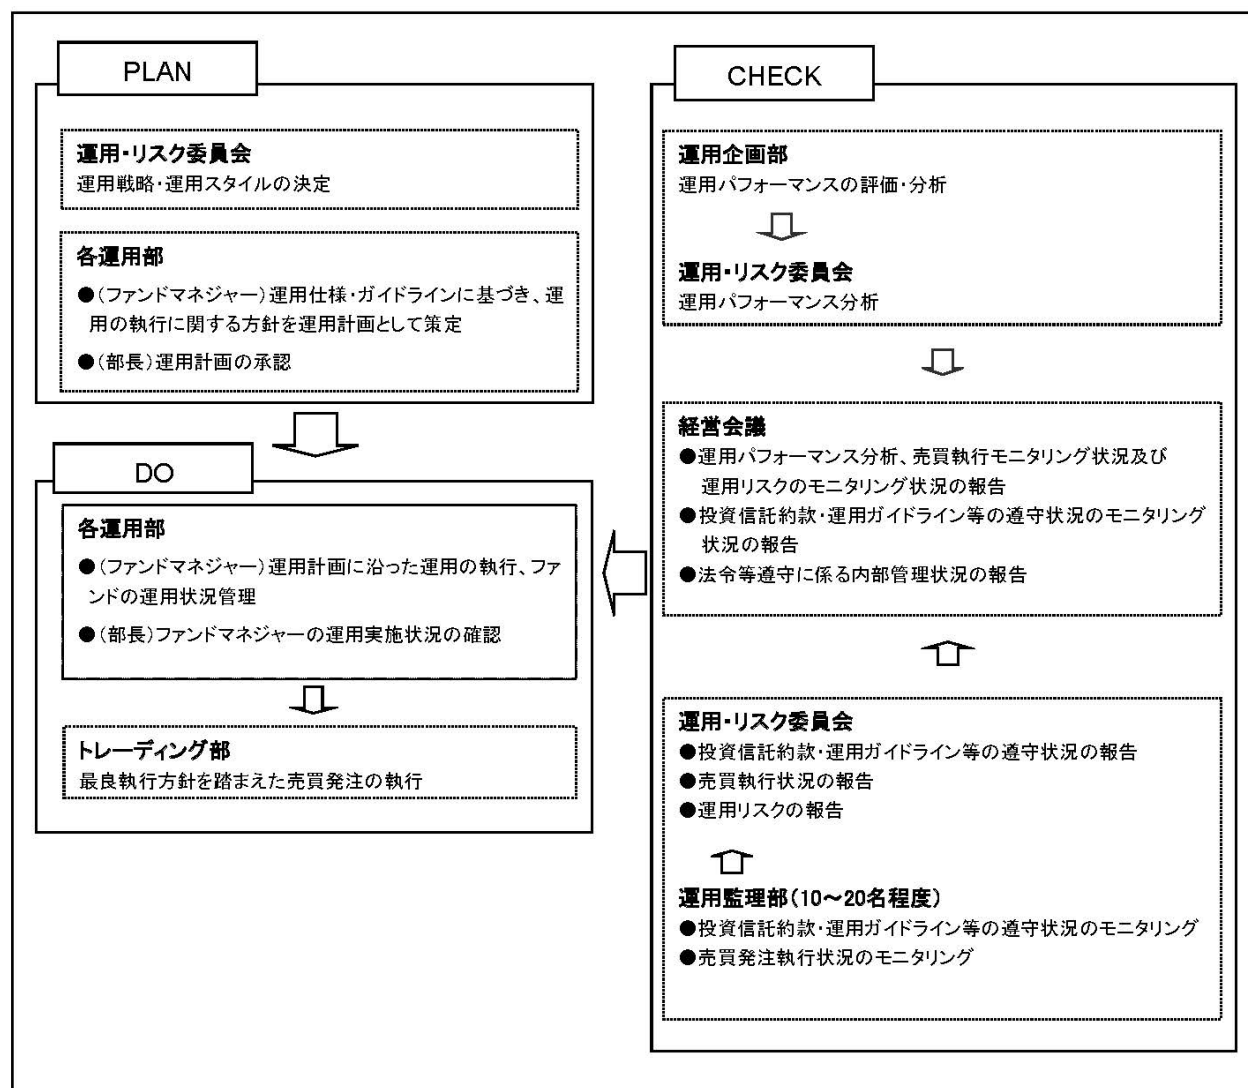 PLAN
運用・リスク委員会
運用戦略・運用スタイルの決定
各運用部
●(ファンドマネジャー)運用仕様・ガイドラインに基づき、運
用の執行に関する方針を運用計画として策定
●(部長)運用計画の承認
DO
各運用部
●(ファンドマネジャー)運用計画に沿った運用の執行、ファ
ンドの運用状況管理
●(部長)ファンドマネジャーの運用実施状況の確認
トレーディング部
最良執行方針を踏まえた売買発注の執行
CHECK
運用企画部
運用パフォーマンスの評価・分析
運用・リスク委員会
運用パフォーマンス分析
経営会議
●運用パフォーマンス分析、売買執行モニタリング状況及び
運用リスクのモニタリング状況の報告
●投資信託約款・運用ガイドライン等の遵守状況のモニタリング
状況の報告
●法令等遵守に係る内部管理状況の報告
運用・リスク委員会
●投資信託約款・運用ガイドライン等の遵守状況の報告
●売買執行状況の報告
●運用リスクの報告
運用監理部(10～20名程度)
●投資信託約款・運用ガイドライン等の遵守状況のモニタリング
●売買発注執行状況のモニタリング